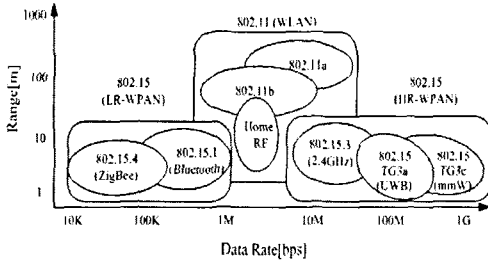 802.11 (WLAN)
1000
802.11a
802.15
(LR-WPAN)
802.15
(HR-WPAN)
100
802.11b
Range[m]
Home
RF
10
802.15.4
(ZigBee)
802.15.1
(Bluetooth)
802.15.3
(2.4GHz)
802.15
TG3a
(UWB)
802.15
TG3c
(mmW)
1
10K 100K 1M 10M 100M 1G
Data Rate[bps]